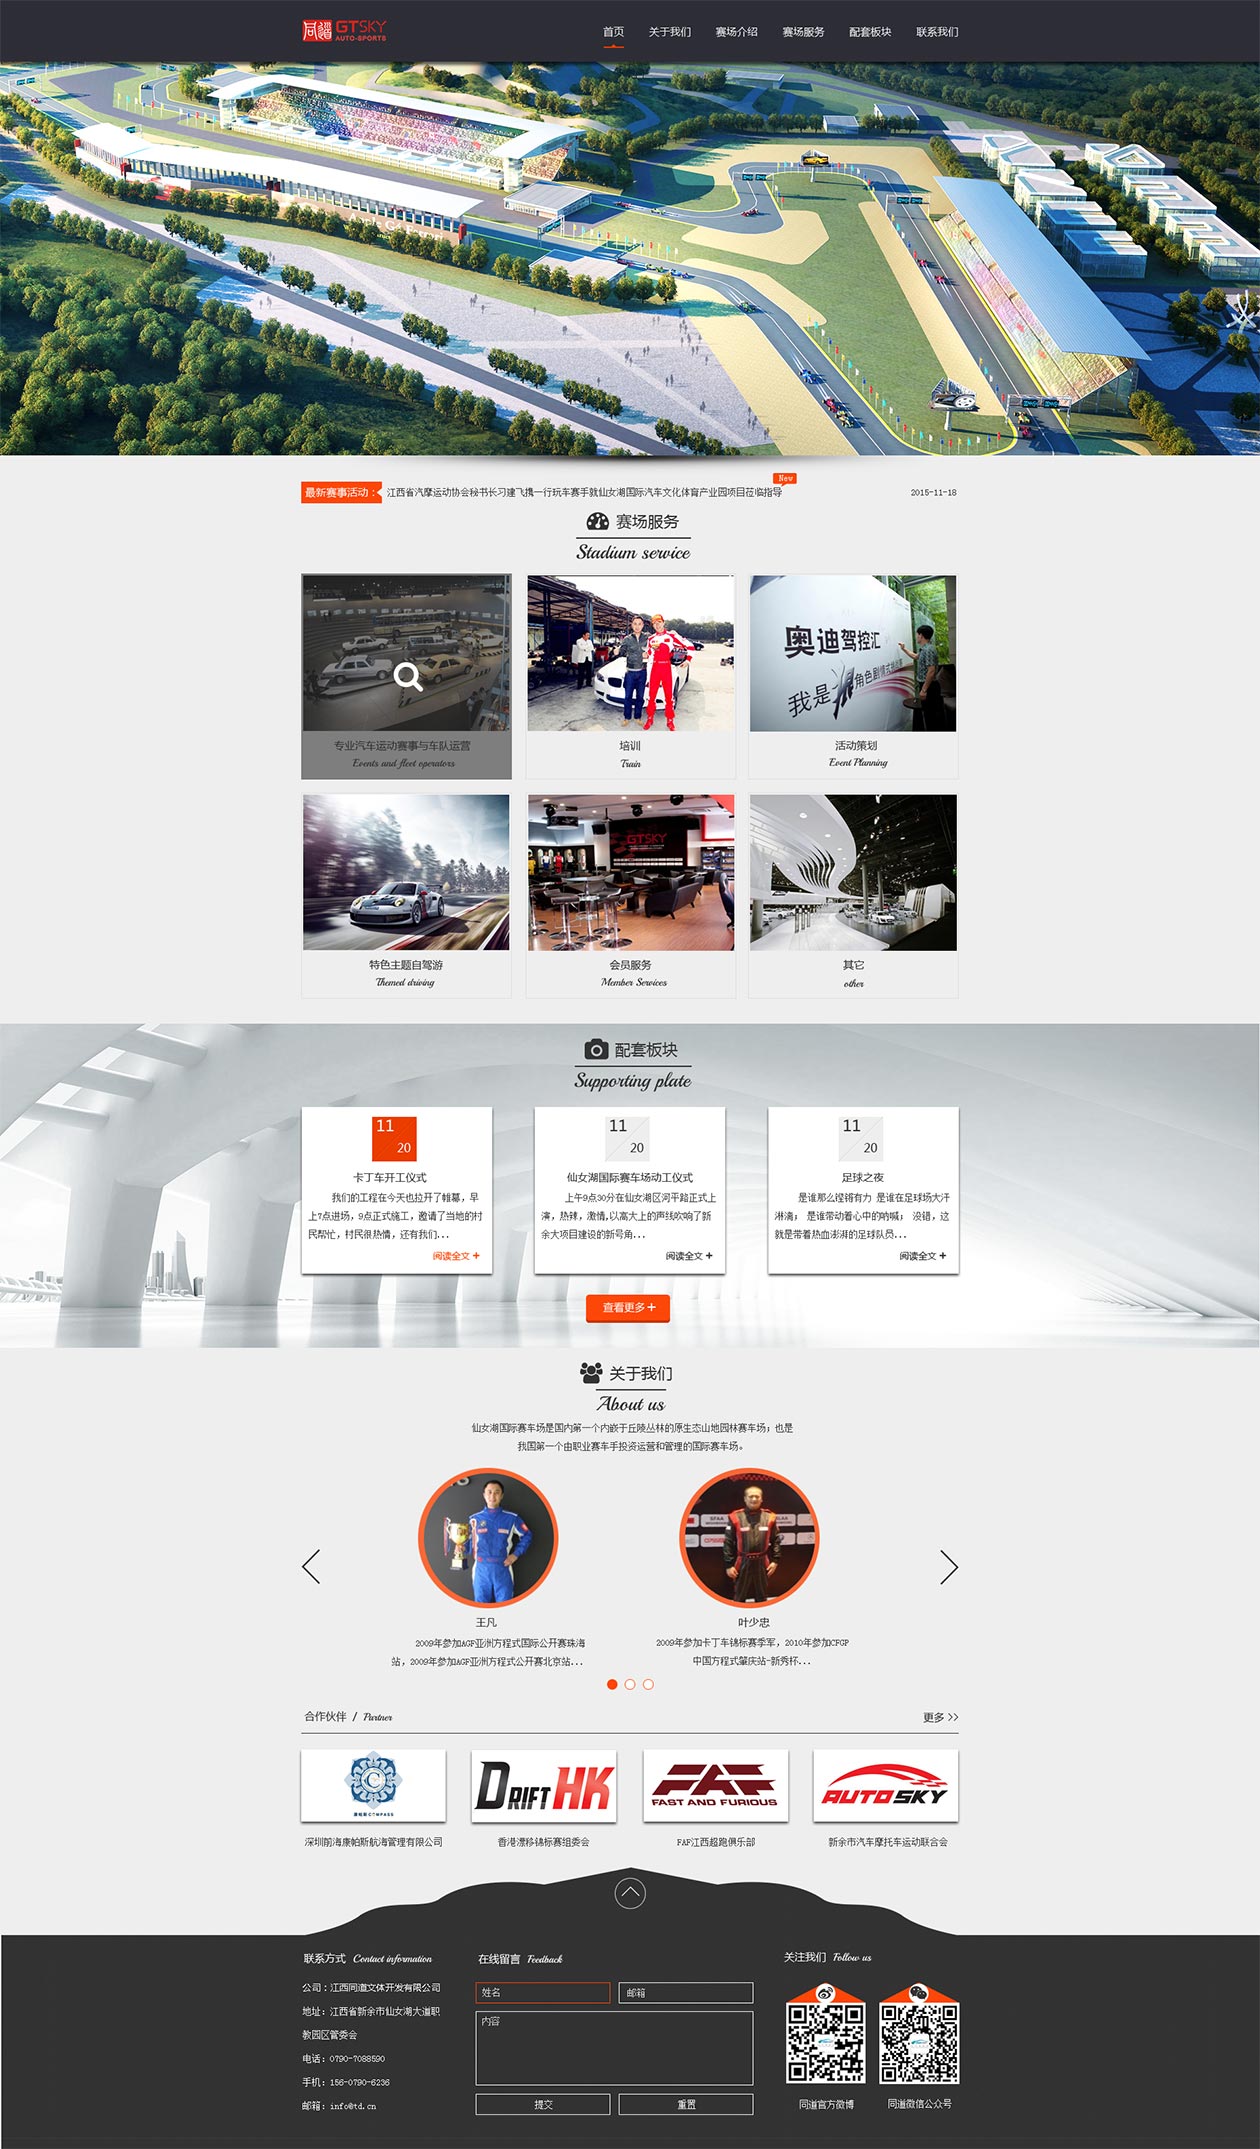 同道 GTSKY
AUTO-SPORTS
首页 关于我们 赛场介绍 赛场服务 配套板块 联系我们
最新赛事活动： 江西省汽摩运动协会秘书长习建飞携一行玩车赛手就仙女湖国际汽车文化体育产业园项目莅临指导 New 2015-11-18
赛场服务
Stadium service
奥迪驾控汇
我是
专业汽车运动赛事与车队运营 培训 活动策划
Events and fleet operators Train Event Planning
GTSKY
特色主题自驾游 会员服务 其它
Themed driving Member Services other
配套板块
Supporting plate
11
20
卡丁车开工仪式
我们的工程在今天也拉开了帷幕，早
上7点进场，9点正式施工，邀请了当地的村
民帮忙，村民很热情，还有我们...
阅读全文 +
11
20
仙女湖国际赛车场动工仪式
上午9点30分在仙女湖区河平路正式上
演，热辣，激情,以高大上的声线吹响了新
余大项目建设的新号角...
阅读全文 +
11
20
足球之夜
是谁那么铿锵有力 是谁在足球场大汗
淋漓； 是谁带动着心中的呐喊； 没错，这
就是带着热血澎湃的足球队员...
阅读全文 +
查看更多+
关于我们
About us
仙女湖国际赛车场是国内第一个内嵌于丘陵丛林的原生态山地园林赛车场；也是
我国第一个由职业赛车手投资运营和管理的国际赛车场。
王凡
2009年参加AGF亚洲方程式国际公开赛珠海
站，2009年参加AGF亚洲方程式公开赛北京站...
叶少忠
2009年参加卡丁车锦标赛季军，2010年参加CFGP
中国方程式肇庆站-新秀杯...
合作伙伴 / Partner 更多 >>
康帕斯COMPASS
DRIFT HK
FAF
FAST AND FURIOUS
AUTOSKY
深圳前海康帕斯航海管理有限公司 香港漂移锦标赛组委会 FAF江西超跑俱乐部 新余市汽车摩托车运动联合会
联系方式 Contact information
公司：江西同道文体开发有限公司
地址：江西省新余市仙女湖大道职
教园区管委会
电话：0790-7088590
手机：156-0790-6236
邮箱：info@td.cn
在线留言 Feedback
姓名 邮箱
内容
提交 重置
关注我们 Follow us
同道官方微博 同道微信公众号